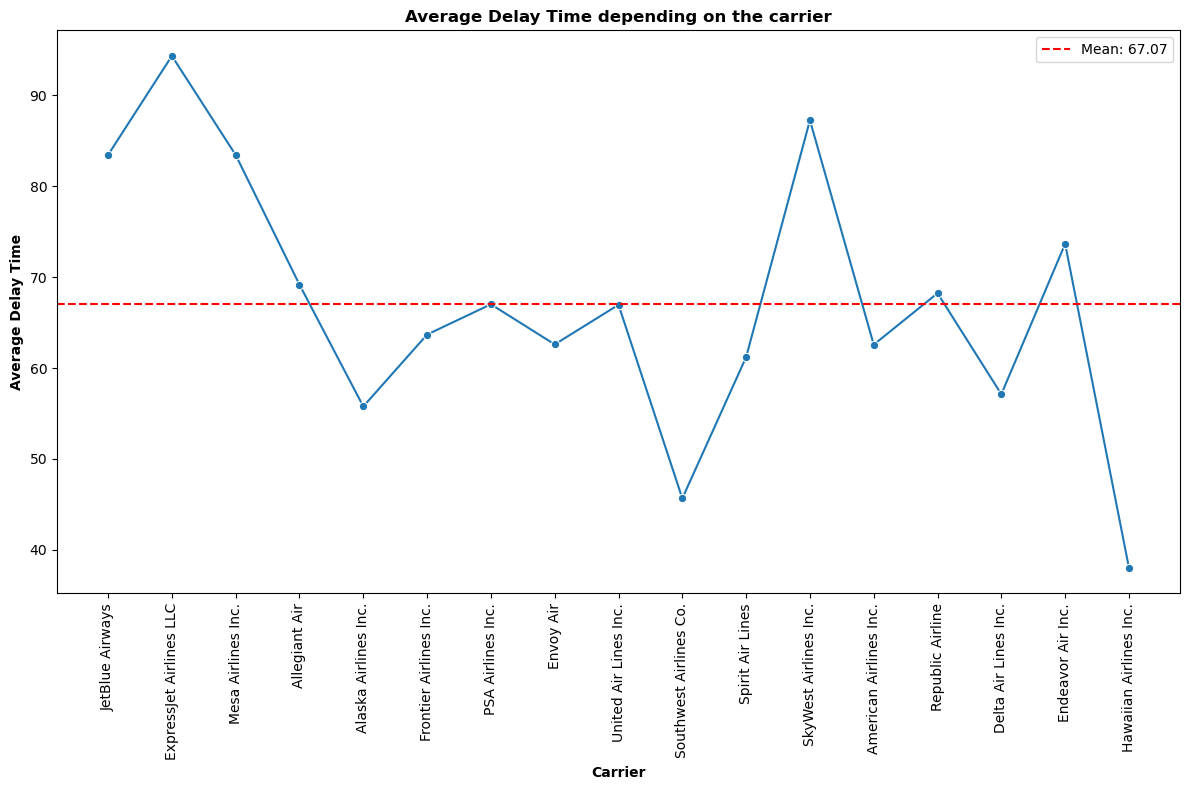 Average Delay Time depending on the carrier
Mean: 67.07
Average Delay Time
90
80
70
60
50
40
JetBlue Airways
ExpressJet Airlines LLC
Mesa Airlines Inc.
Allegiant Air
Alaska Airlines Inc.
Frontier Airlines Inc.
PSA Airlines Inc.
Envoy Air
United Air Lines Inc.
Southwest Airlines Co.
Spirit Air Lines
SkyWest Airlines Inc.
American Airlines Inc.
Republic Airline
Delta Air Lines Inc.
Endeavor Air Inc.
Hawaiian Airlines Inc.
Carrier